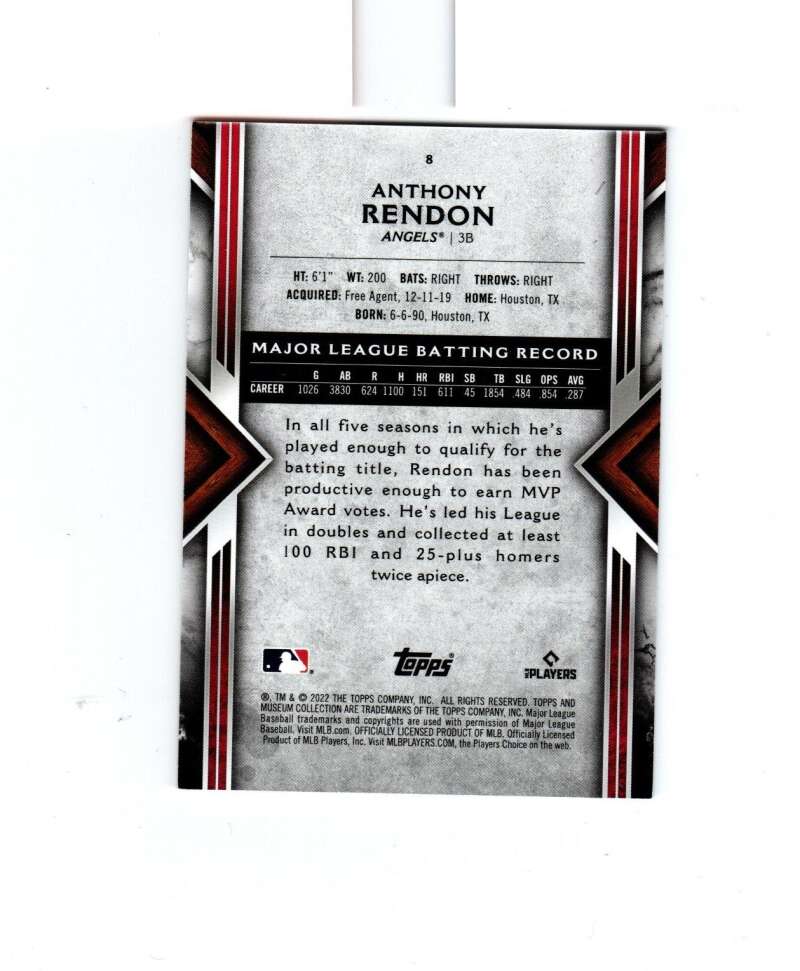 8
ANTHONY
RENDON
ANGELS® | 3B
HT: 6'1" WT: 200 BATS: RIGHT THROWS: RIGHT
ACQUIRED: Free Agent, 12-11-19 HOME: Houston, TX
BORN: 6-6-90, Houston, TX
MAJOR LEAGUE BATTING RECORD
G AB R H HR RBI SB TB SLG OPS AVG
CAREER 1026 3830 624 1100 151 611 45 1854 .484 .854 .287
In all five seasons in which he's
played enough to qualify for the
batting title, Rendon has been
productive enough to earn MVP
Award votes. He's led his League
in doubles and collected at least
100 RBI and 25-plus homers
twice apiece.
® Topps® MLB PLAYERS
®, TM & © 2022 THE TOPPS COMPANY, INC. ALL RIGHTS RESERVED. TOPPS AND
MUSEUM COLLECTION ARE TRADEMARKS OF THE TOPPS COMPANY, INC. Major League
Baseball trademarks and copyrights are used with permission of Major League
Baseball. Visit MLB.com. OFFICIALLY LICENSED PRODUCT OF MLB. Officially Licensed
Product of MLB Players, Inc. Visit MLBPLAYERS.COM, the Players Choice on the web.